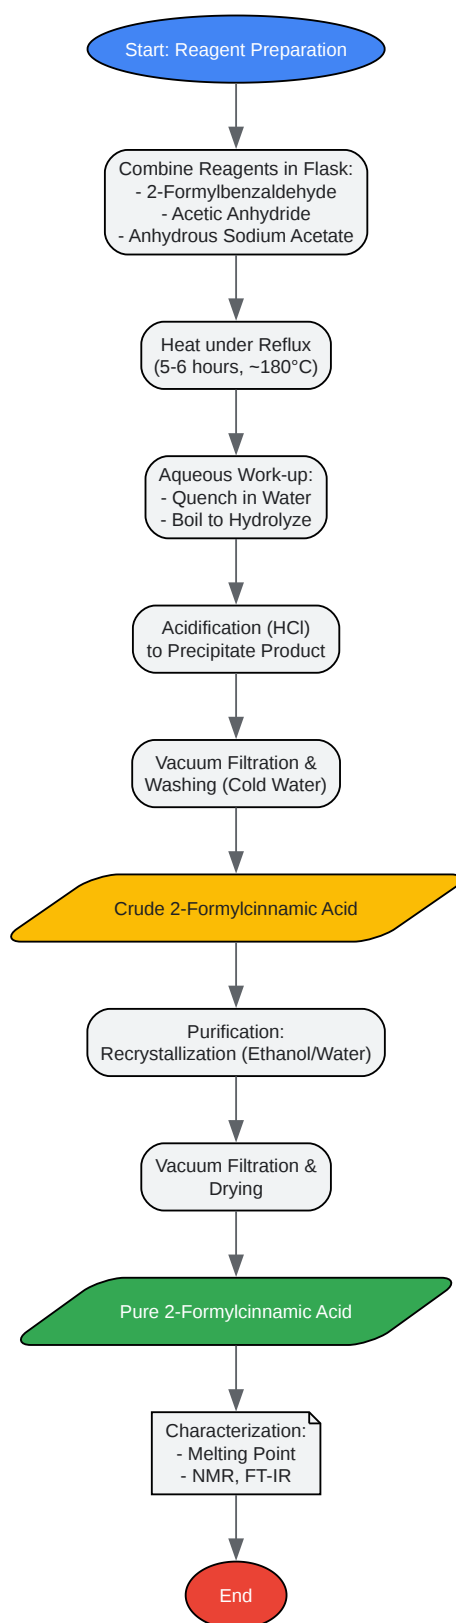 Start: Reagent Preparation
Combine Reagents in Flask:
- 2-Formylbenzaldehyde
- Acetic Anhydride
- Anhydrous Sodium Acetate
Heat under Reflux
(5-6 hours, ~180°C)
Aqueous Work-up:
- Quench in Water
- Boil to Hydrolyze
Acidification (HCl)
to Precipitate Product
Vacuum Filtration &
Washing (Cold Water)
Crude 2-Formylcinnamic Acid
Purification:
Recrystallization (Ethanol/Water)
Vacuum Filtration &
Drying
Pure 2-Formylcinnamic Acid
Characterization:
- Melting Point
- NMR, FT-IR
End